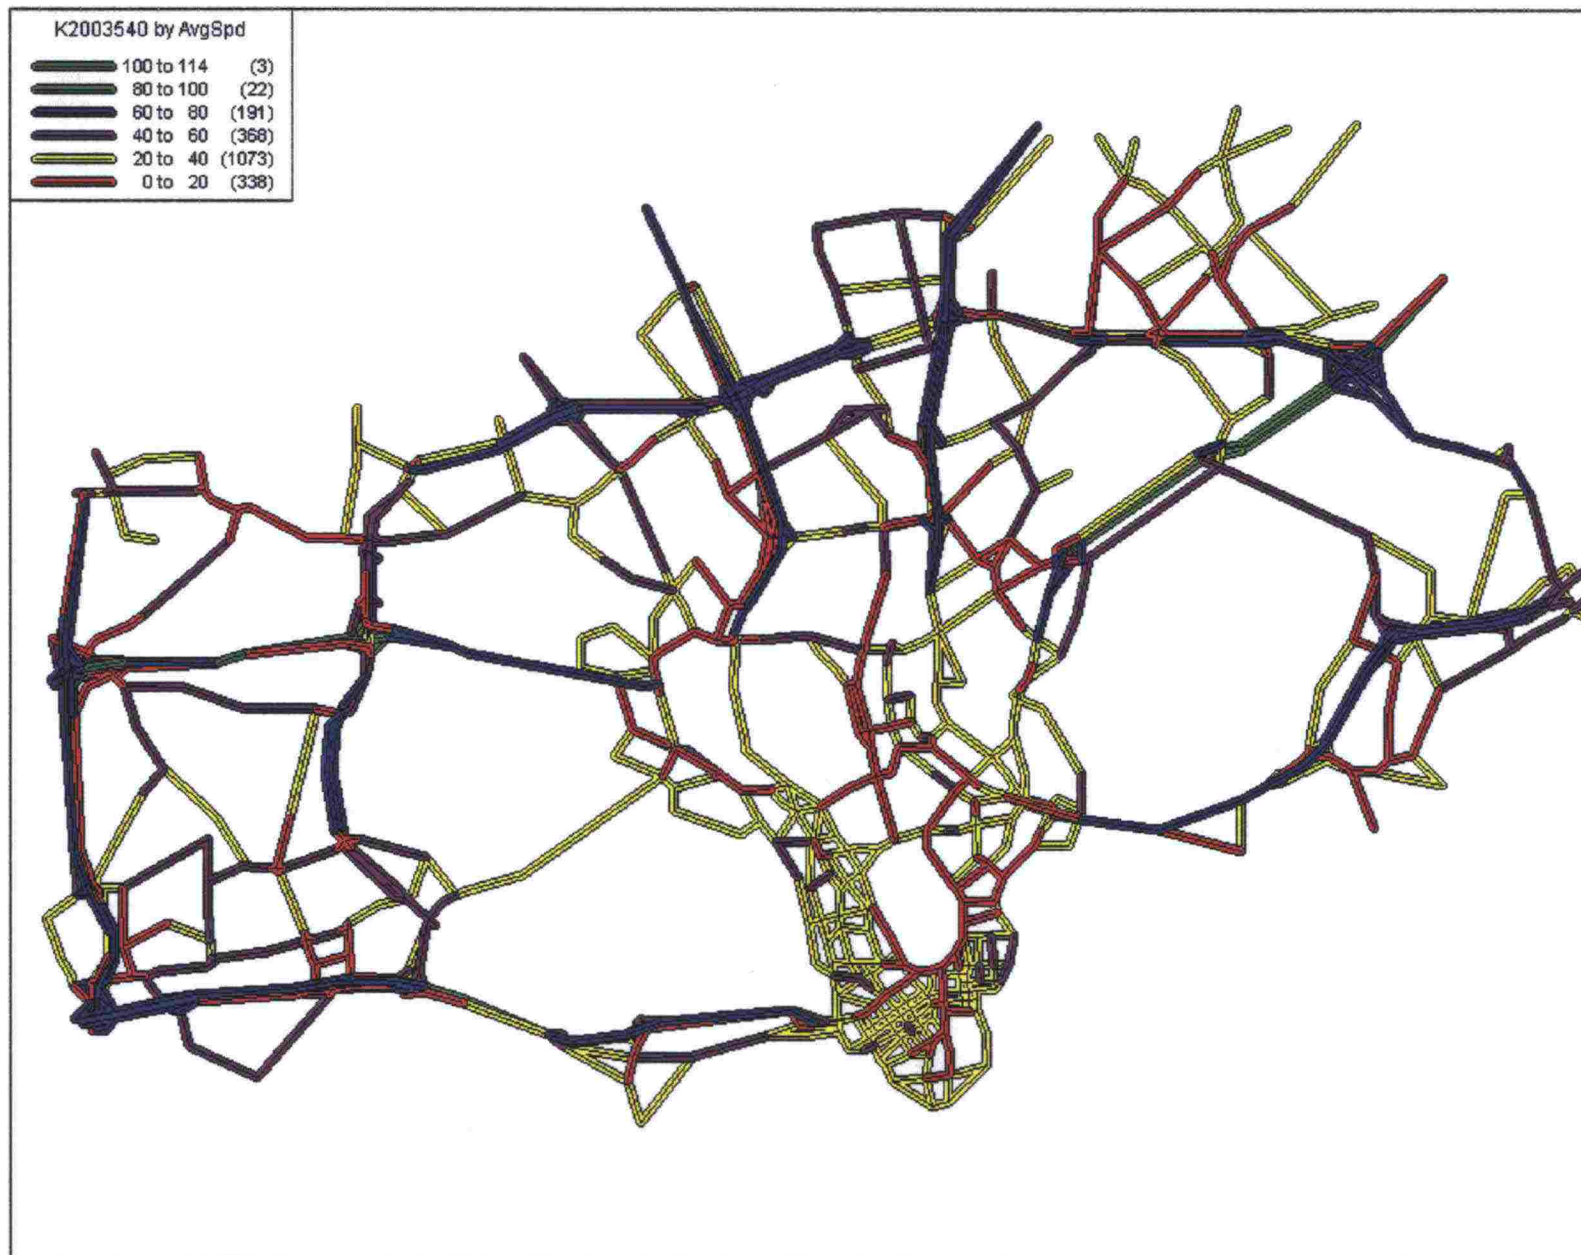 K2003540 by AvgSpd
100 to 114 (3)
80 to 100 (22)
60 to 80 (191)
40 to 60 (368)
20 to 40 (1073)
0 to 20 (338)